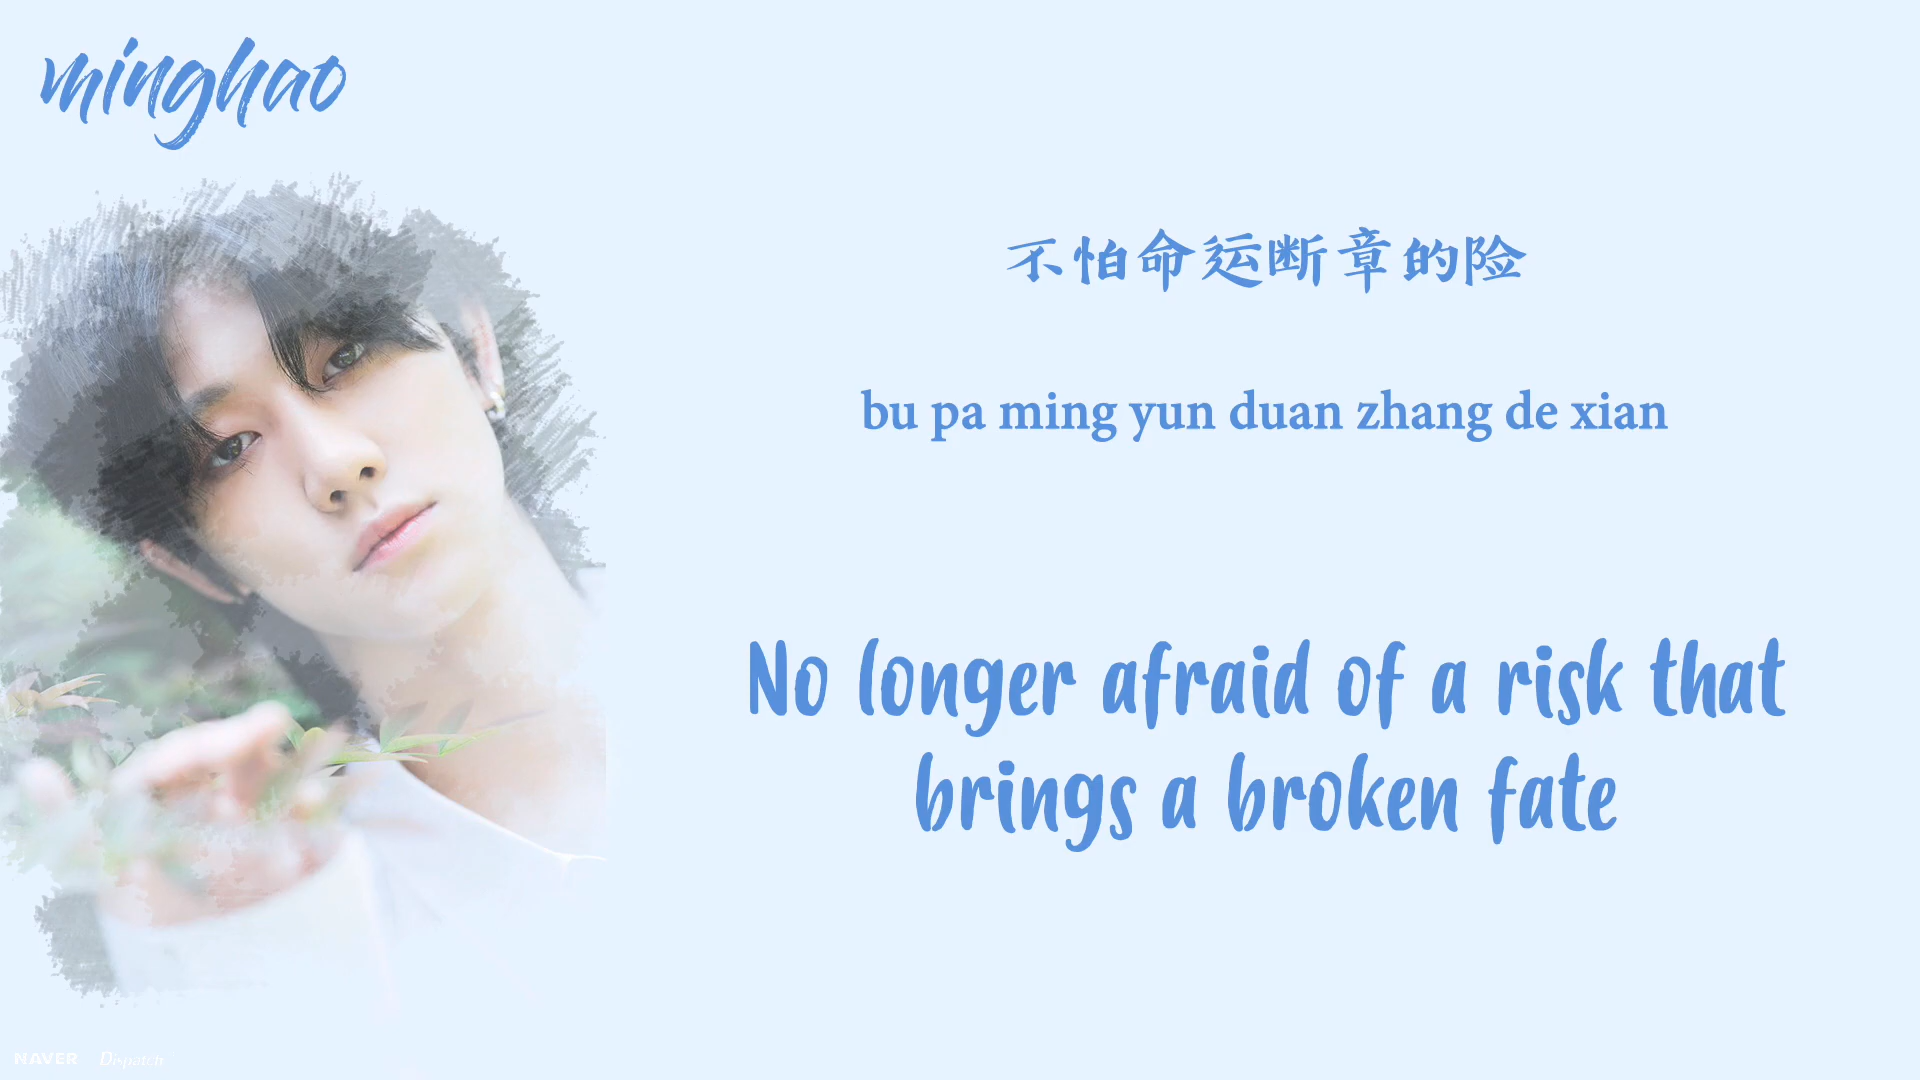 minghao
不怕命运断章的险
bu pa ming yun duan zhang de xian
No longer afraid of a risk that
brings a broken fate
NAVER Dispatch